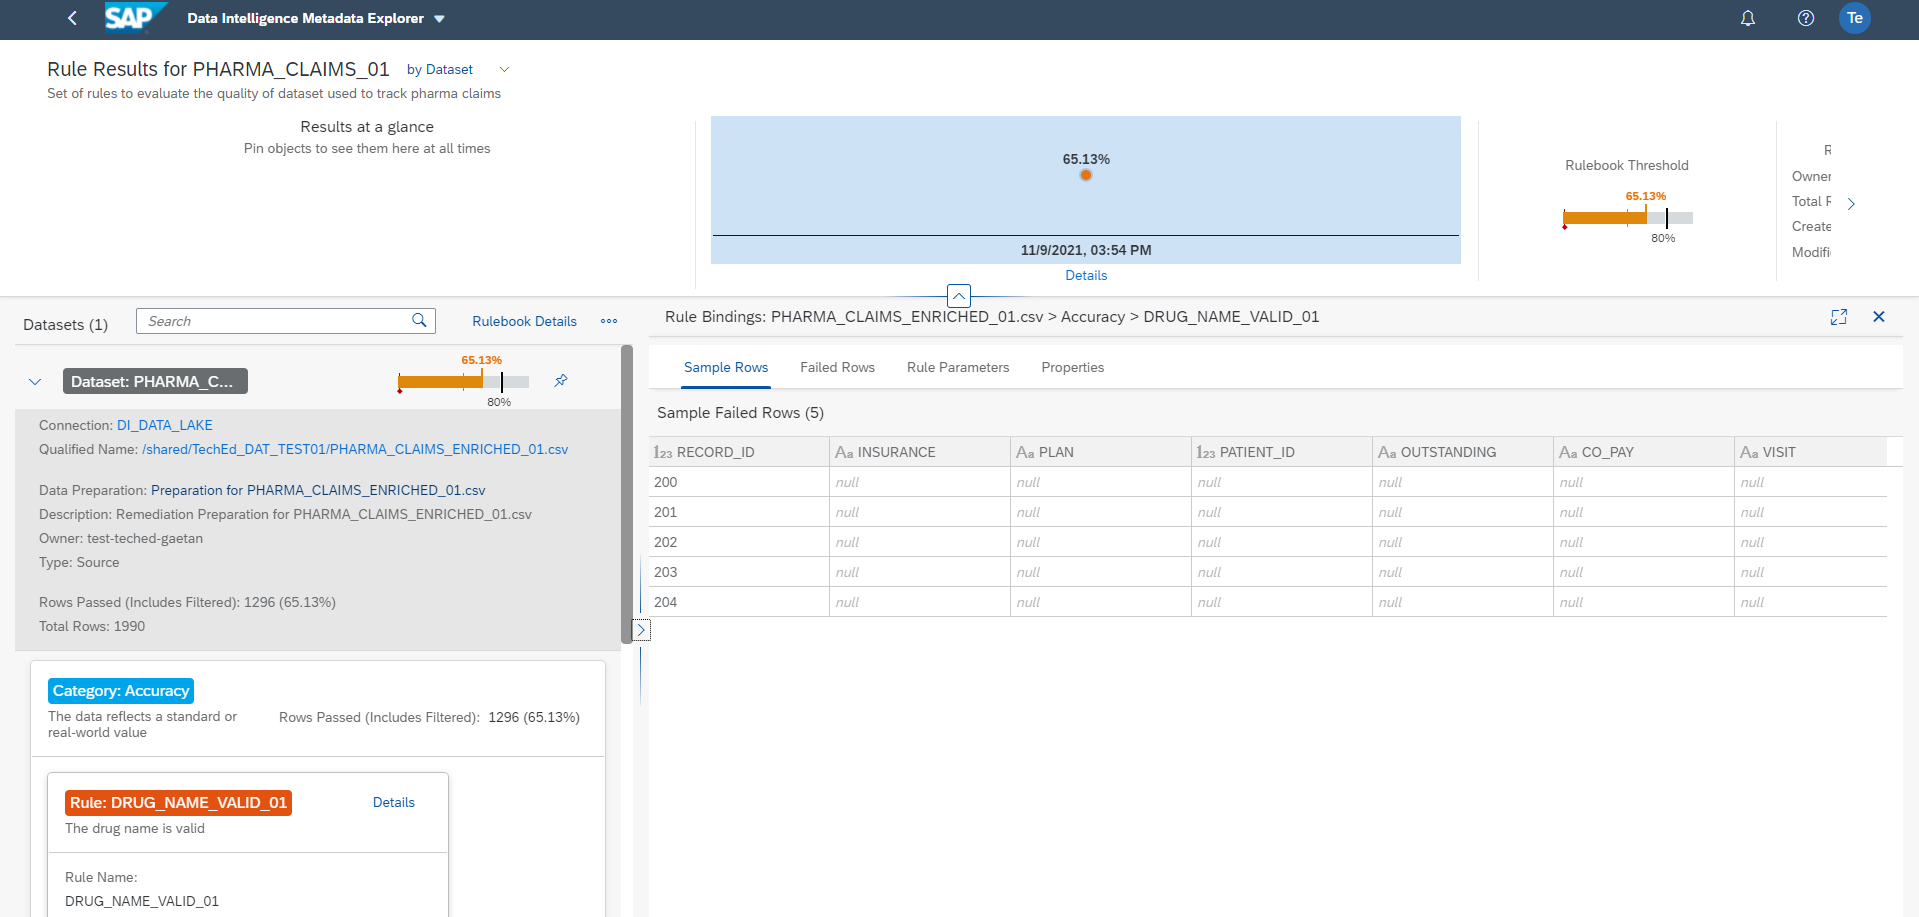 SAP Data Intelligence Metadata Explorer Te
Rule Results for PHARMA_CLAIMS_01 by Dataset
Set of rules to evaluate the quality of dataset used to track pharma claims
Results at a glance
Pin objects to see them here at all times
65.13%
11/9/2021, 03:54 PM
Details
Rulebook Threshold
65.13%
80%
R
Owner
Total R
Create
Modifi
Datasets (1) Search Rulebook Details
Dataset: PHARMA_C... 65.13%
80%
Connection: DI_DATA_LAKE
Qualified Name: /shared/TechEd_DAT_TEST01/PHARMA_CLAIMS_ENRICHED_01.csv
Data Preparation: Preparation for PHARMA_CLAIMS_ENRICHED_01.csv
Description: Remediation Preparation for PHARMA_CLAIMS_ENRICHED_01.csv
Owner: test-teched-gaetan
Type: Source
Rows Passed (Includes Filtered): 1296 (65.13%)
Total Rows: 1990
Category: Accuracy
The data reflects a standard or
real-world value
Rows Passed (Includes Filtered): 1296 (65.13%)
Rule: DRUG_NAME_VALID_01 Details
The drug name is valid
Rule Name:
DRUG_NAME_VALID_01
Rule Bindings: PHARMA_CLAIMS_ENRICHED_01.csv > Accuracy > DRUG_NAME_VALID_01
Sample Rows Failed Rows Rule Parameters Properties
Sample Failed Rows (5)
123 RECORD_ID Aa INSURANCE Aa PLAN 123 PATIENT_ID Aa OUTSTANDING Aa CO_PAY Aa VISIT
200 null null null null null null
201 null null null null null null
202 null null null null null null
203 null null null null null null
204 null null null null null null